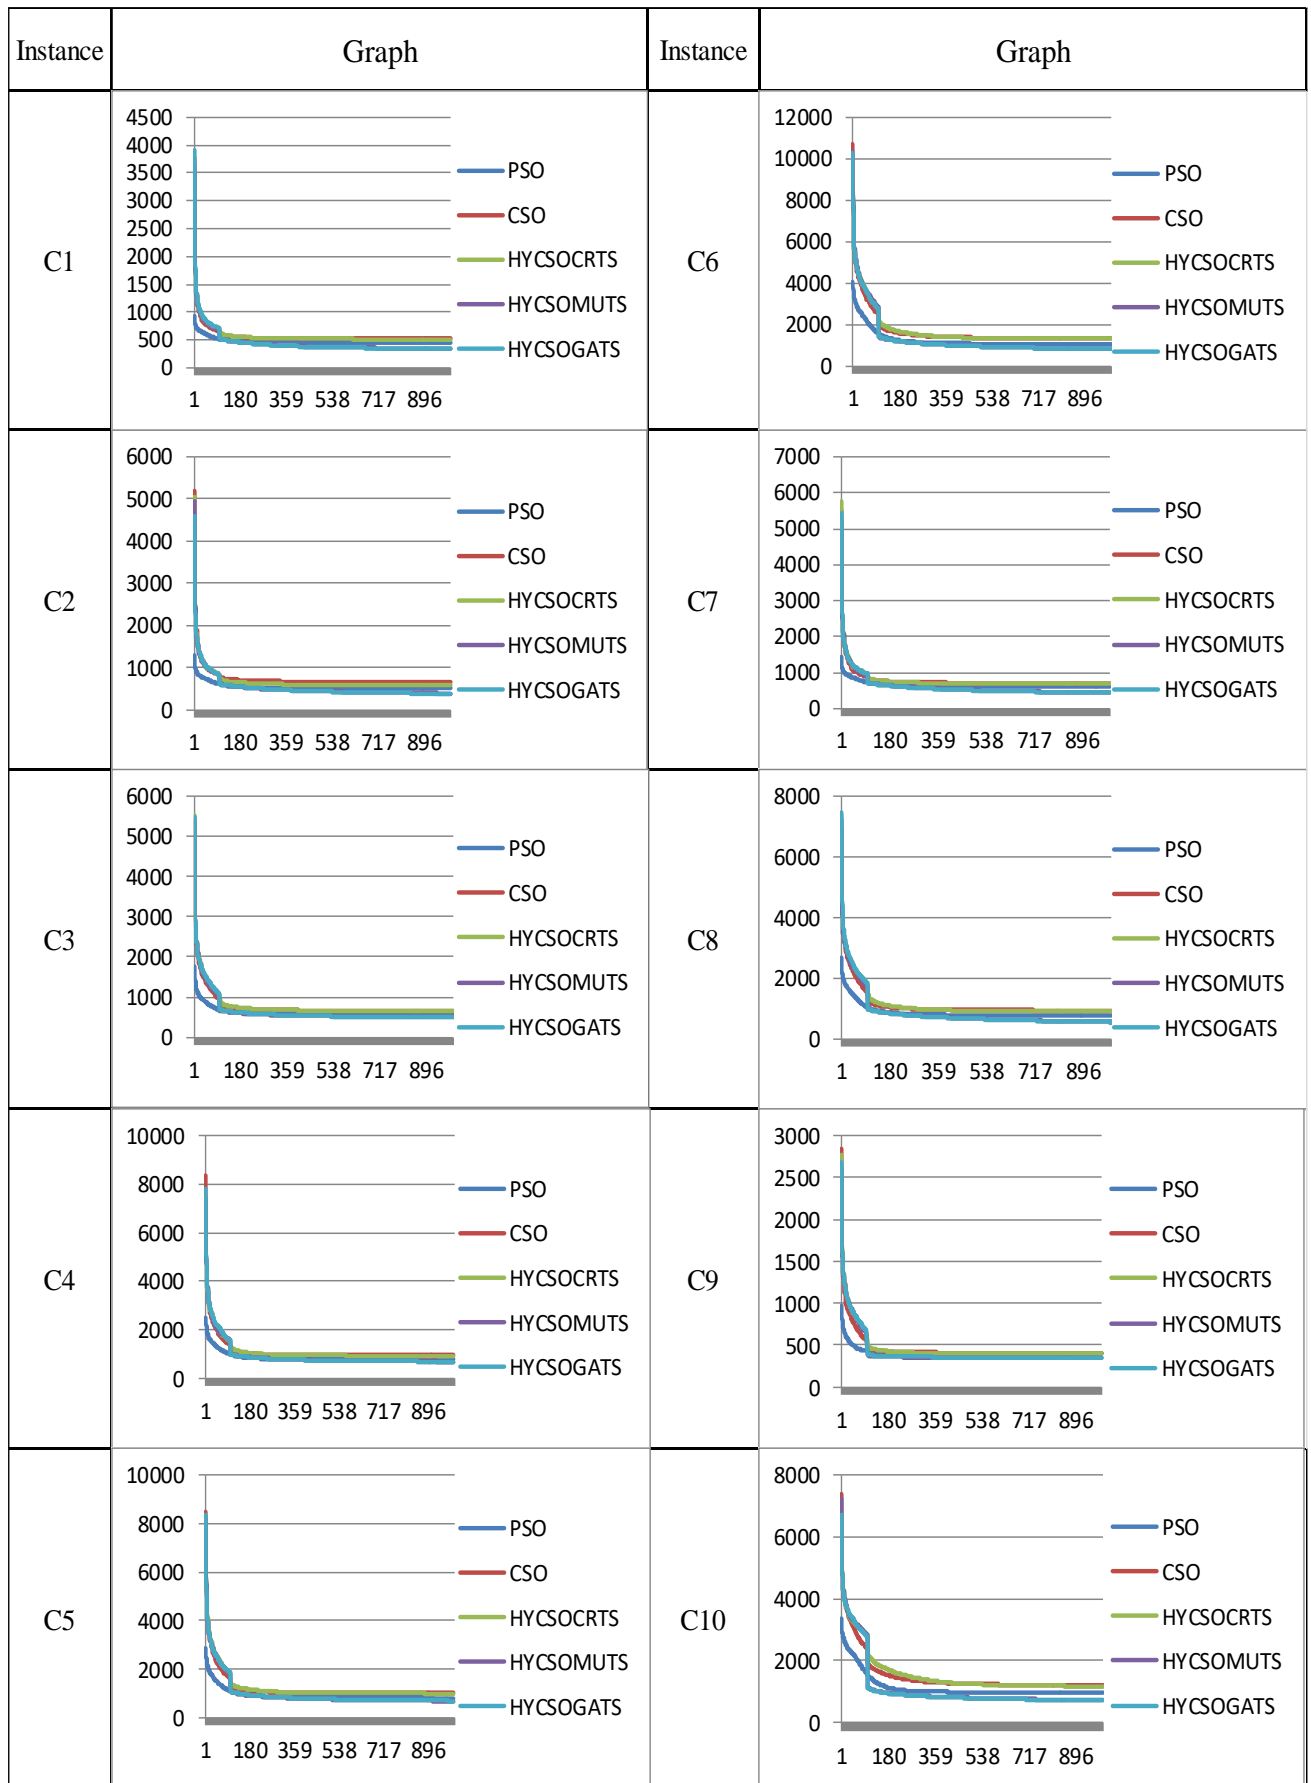 Instance Graph Instance Graph
C1
4500
4000
3500
3000
2500
2000
1500
1000
500
0
1 180 359 538 717 896
PSO
CSO
HYCSOCRTS
HYCSOMUTS
HYCSOGATS
C6
12000
10000
8000
6000
4000
2000
0
1 180 359 538 717 896
PSO
CSO
HYCSOCRTS
HYCSOMUTS
HYCSOGATS
C2
6000
5000
4000
3000
2000
1000
0
1 180 359 538 717 896
PSO
CSO
HYCSOCRTS
HYCSOMUTS
HYCSOGATS
C7
7000
6000
5000
4000
3000
2000
1000
0
1 180 359 538 717 896
PSO
CSO
HYCSOCRTS
HYCSOMUTS
HYCSOGATS
C3
6000
5000
4000
3000
2000
1000
0
1 180 359 538 717 896
PSO
CSO
HYCSOCRTS
HYCSOMUTS
HYCSOGATS
C8
8000
6000
4000
2000
0
1 180 359 538 717 896
PSO
CSO
HYCSOCRTS
HYCSOMUTS
HYCSOGATS
C4
10000
8000
6000
4000
2000
0
1 180 359 538 717 896
PSO
CSO
HYCSOCRTS
HYCSOMUTS
HYCSOGATS
C9
3000
2500
2000
1500
1000
500
0
1 180 359 538 717 896
PSO
CSO
HYCSOCRTS
HYCSOMUTS
HYCSOGATS
C5
10000
8000
6000
4000
2000
0
1 180 359 538 717 896
PSO
CSO
HYCSOCRTS
HYCSOMUTS
HYCSOGATS
C10
8000
6000
4000
2000
0
1 180 359 538 717 896
PSO
CSO
HYCSOCRTS
HYCSOMUTS
HYCSOGATS